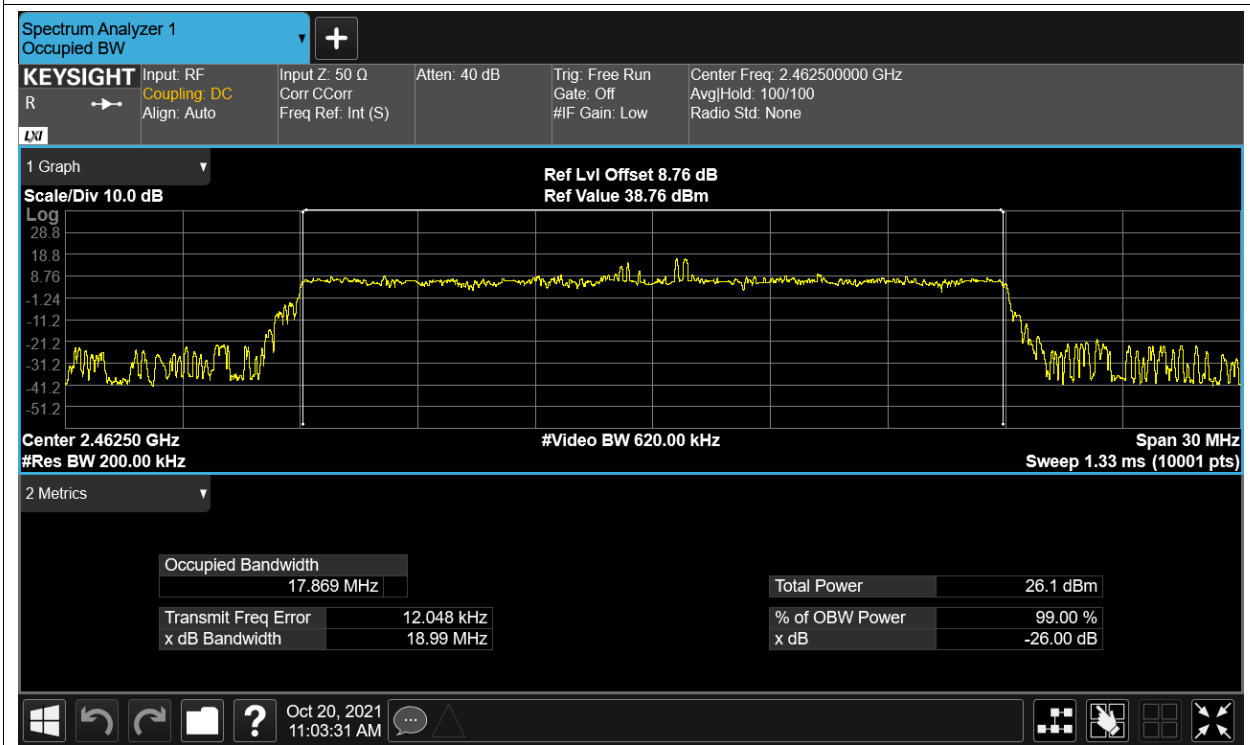 Spectrum Analyzer 1
Occupied BW
KEYSIGHT Input: RF Input Z: 50 Ω Atten: 40 dB Trig: Free Run Center Freq: 2.462500000 GHz
R Coupling: DC Corr CCorr Gate: Off Avg|Hold: 100/100
Align: Auto Freq Ref: Int (S) #IF Gain: Low Radio Std: None
LXI
1 Graph
Ref Lvl Offset 8.76 dB
Scale/Div 10.0 dB Ref Value 38.76 dBm
Log
28.8
18.8
8.76
-1.24
-11.2
-21.2
-31.2
-41.2
-51.2
Center 2.46250 GHz #Video BW 620.00 kHz Span 30 MHz
#Res BW 200.00 kHz Sweep 1.33 ms (10001 pts)
2 Metrics
Occupied Bandwidth
17.869 MHz Total Power 26.1 dBm
Transmit Freq Error 12.048 kHz % of OBW Power 99.00 %
x dB Bandwidth 18.99 MHz x dB -26.00 dB
? Oct 20, 2021
11:03:31 AM